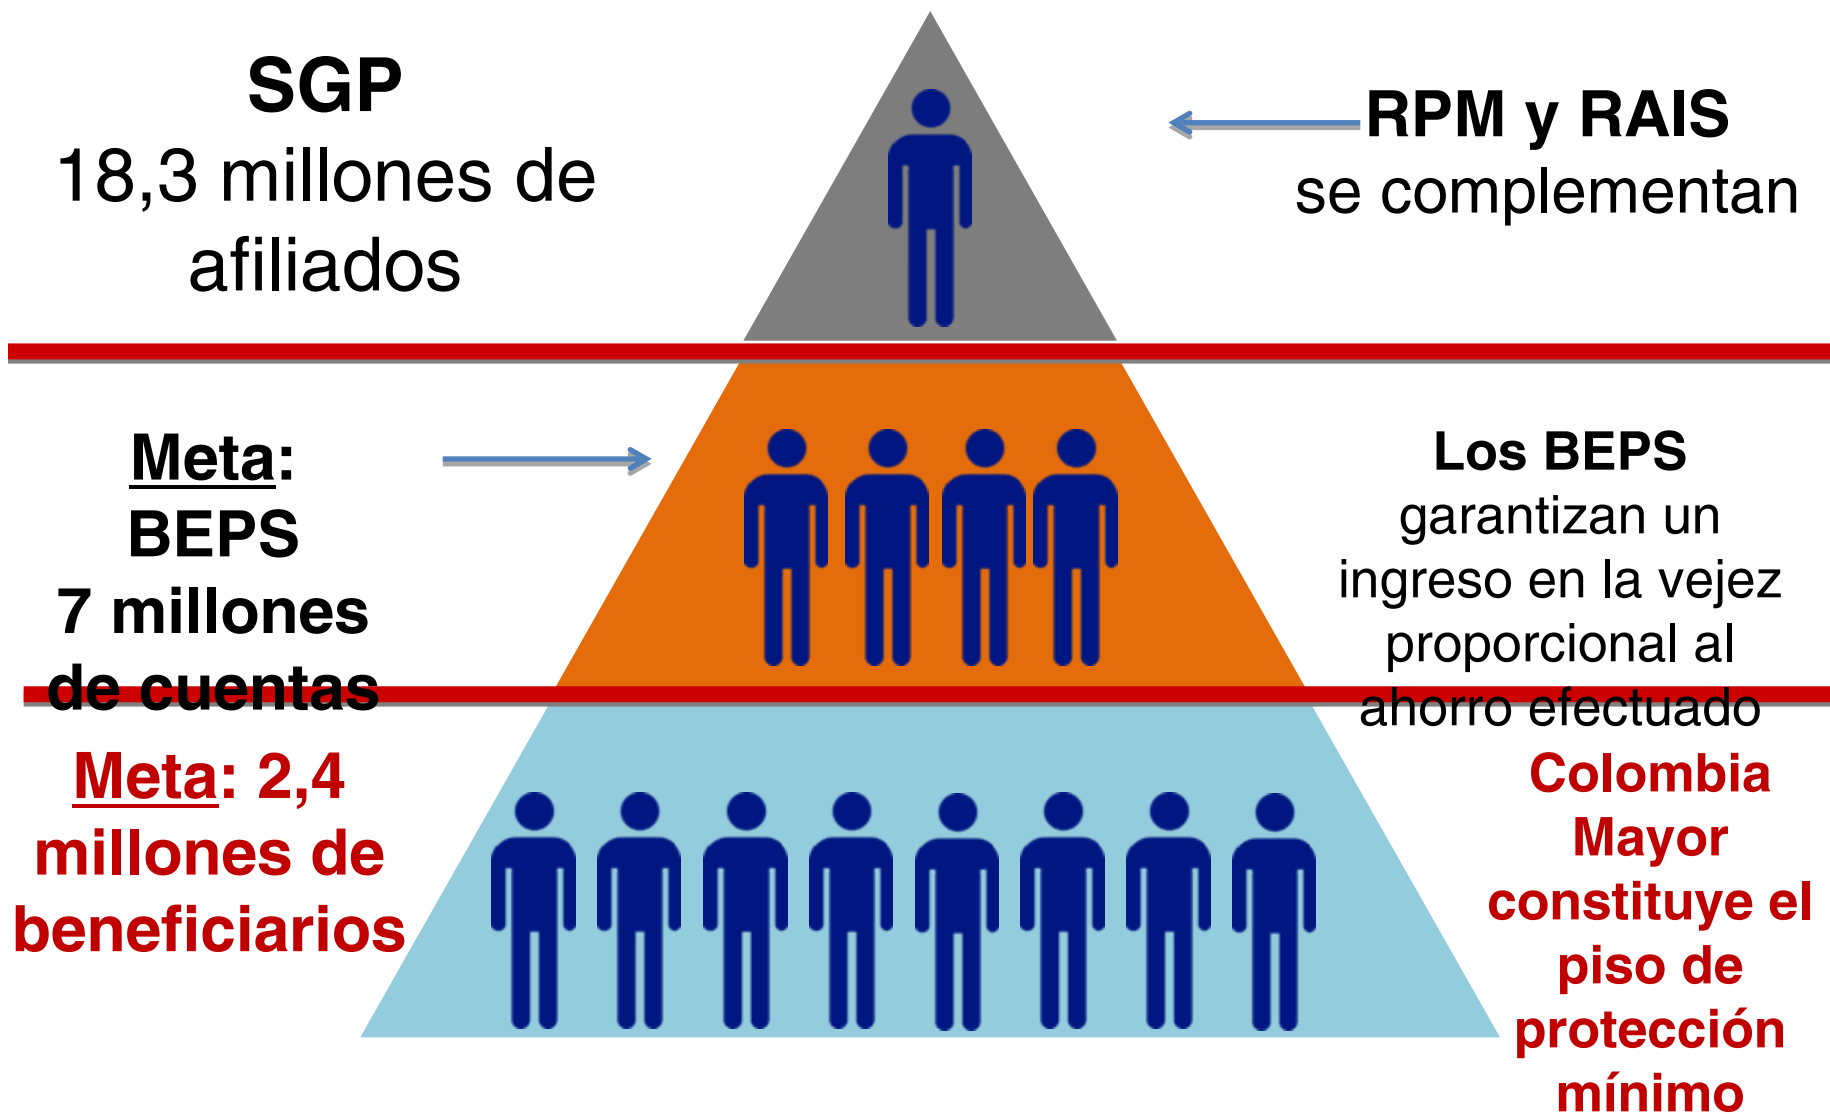 SGP
18,3 millones de
afiliados
RPM y RAIS
se complementan
Meta:
BEPS
7 millones
de cuentas
Los BEPS
garantizan un
ingreso en la vejez
proporcional al
ahorro efectuado
Meta: 2,4
millones de
beneficiarios
Colombia
Mayor
constituye el
piso de
protección
mínimo